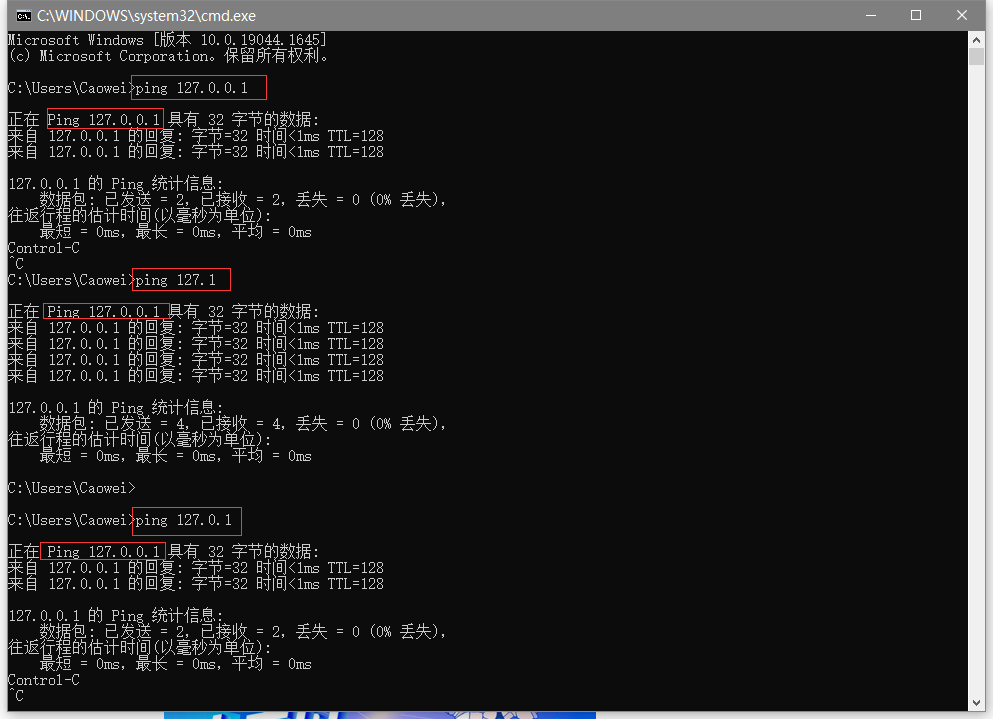 C:\WINDOWS\system32\cmd.exe
Microsoft Windows [版本 10.0.19044.1645]
(c) Microsoft Corporation。保留所有权利。
C:\Users\Caowei>ping 127.0.0.1
正在 Ping 127.0.0.1 具有 32 字节的数据:
来自 127.0.0.1 的回复: 字节=32 时间<1ms TTL=128
来自 127.0.0.1 的回复: 字节=32 时间<1ms TTL=128
127.0.0.1 的 Ping 统计信息:
数据包: 已发送 = 2，已接收 = 2，丢失 = 0 (0% 丢失)，
往返行程的估计时间(以毫秒为单位):
最短 = 0ms，最长 = 0ms，平均 = 0ms
Control-C
^C
C:\Users\Caowei>ping 127.1
正在 Ping 127.0.0.1 具有 32 字节的数据:
来自 127.0.0.1 的回复: 字节=32 时间<1ms TTL=128
来自 127.0.0.1 的回复: 字节=32 时间<1ms TTL=128
来自 127.0.0.1 的回复: 字节=32 时间<1ms TTL=128
来自 127.0.0.1 的回复: 字节=32 时间<1ms TTL=128
127.0.0.1 的 Ping 统计信息:
数据包: 已发送 = 4，已接收 = 4，丢失 = 0 (0% 丢失)，
往返行程的估计时间(以毫秒为单位):
最短 = 0ms，最长 = 0ms，平均 = 0ms
C:\Users\Caowei>
C:\Users\Caowei>ping 127.0.1
正在 Ping 127.0.0.1 具有 32 字节的数据:
来自 127.0.0.1 的回复: 字节=32 时间<1ms TTL=128
来自 127.0.0.1 的回复: 字节=32 时间<1ms TTL=128
127.0.0.1 的 Ping 统计信息:
数据包: 已发送 = 2，已接收 = 2，丢失 = 0 (0% 丢失)，
往返行程的估计时间(以毫秒为单位):
最短 = 0ms，最长 = 0ms，平均 = 0ms
Control-C
^C